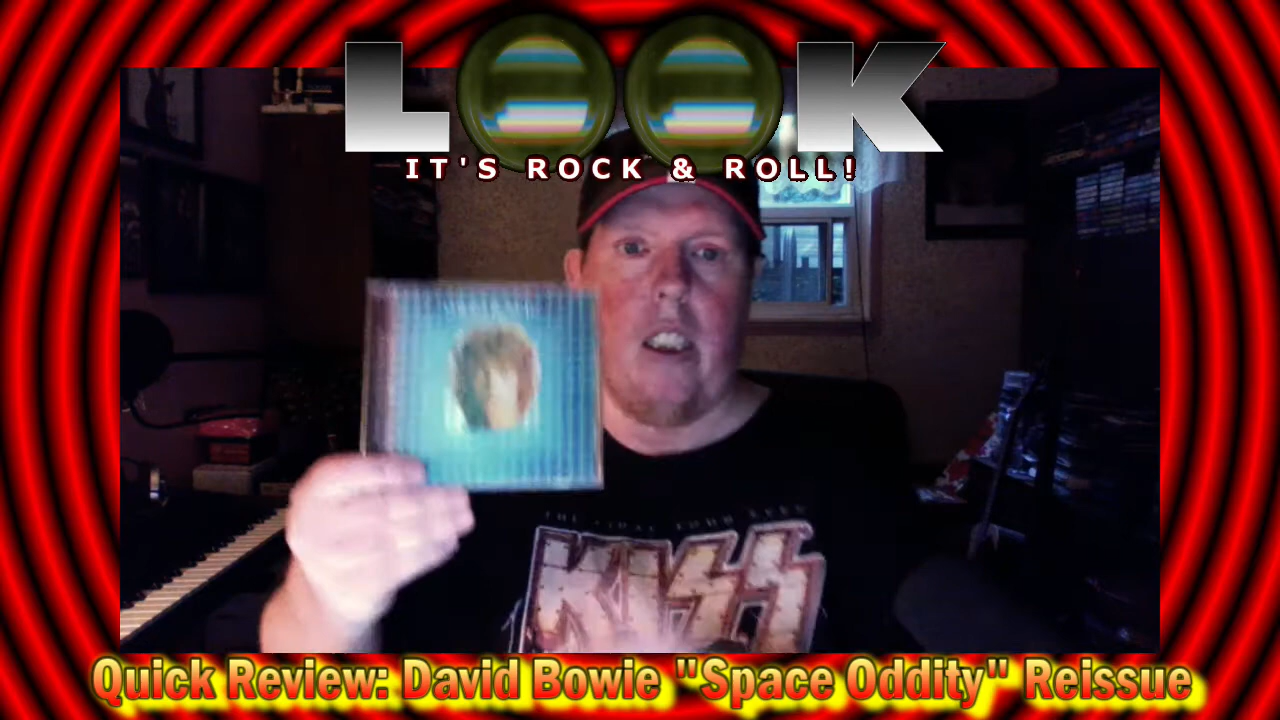 LOOK
IT'S ROCK & ROLL!
KISS
Quick Review: David Bowie "Space Oddity" Reissue